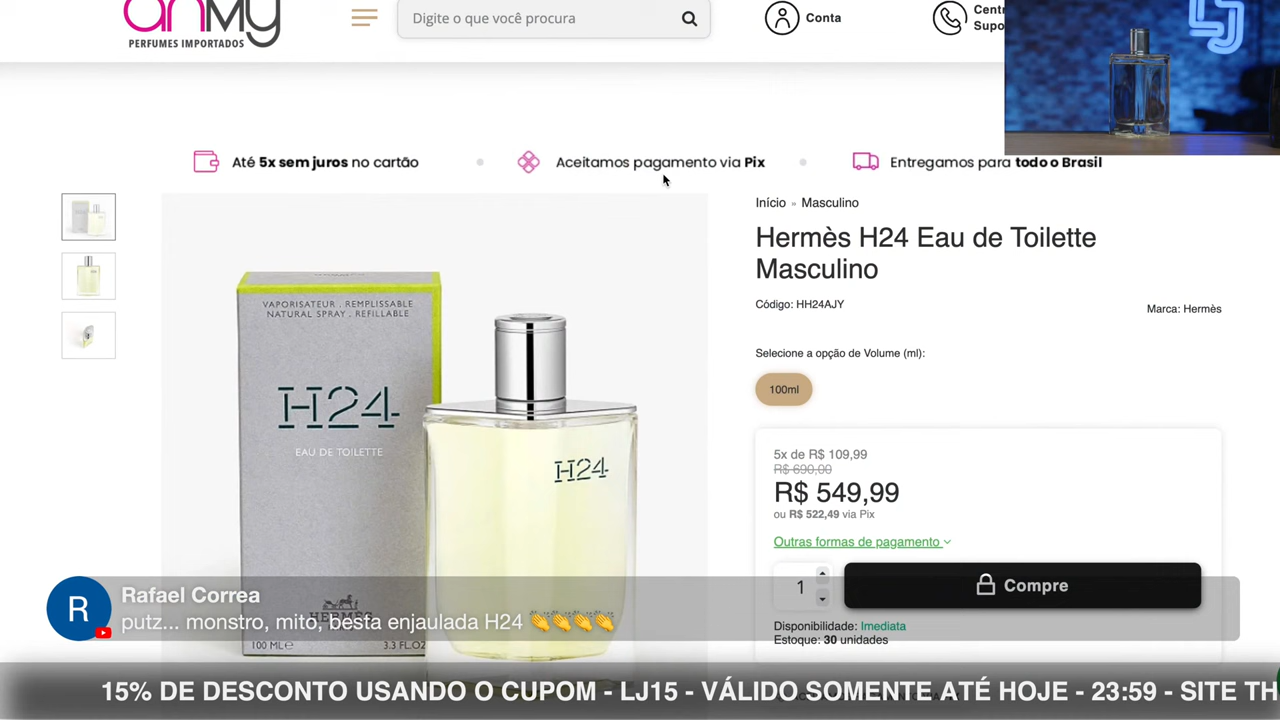 anmy
PERFUMES IMPORTADOS
Digite o que você procura
Conta
Centr
Supo
LJ
Até 5x sem juros no cartão
Aceitamos pagamento via Pix
Entregamos para todo o Brasil
Início » Masculino
Hermès H24 Eau de Toilette
Masculino
Código: HH24AJY
Marca: Hermès
Selecione a opção de Volume (ml):
100ml
VAPORISATEUR . REMPLISSABLE
NATURAL SPRAY . REFILLABLE
H24
EAU DE TOILETTE
HERMÈS
100 ML℮ 3.3 FL.OZ
H24
5x de R$ 109,99
R$ 690,00
R$ 549,99
ou R$ 522,49 via Pix
Outras formas de pagamento
1
Compre
Disponibilidade: Imediata
Estoque: 30 unidades
R
Rafael Correa
putz... monstro, mito, besta enjaulada H24 👏👏👏👏
15% DE DESCONTO USANDO O CUPOM - LJ15 - VÁLIDO SOMENTE ATÉ HOJE - 23:59 - SITE TH